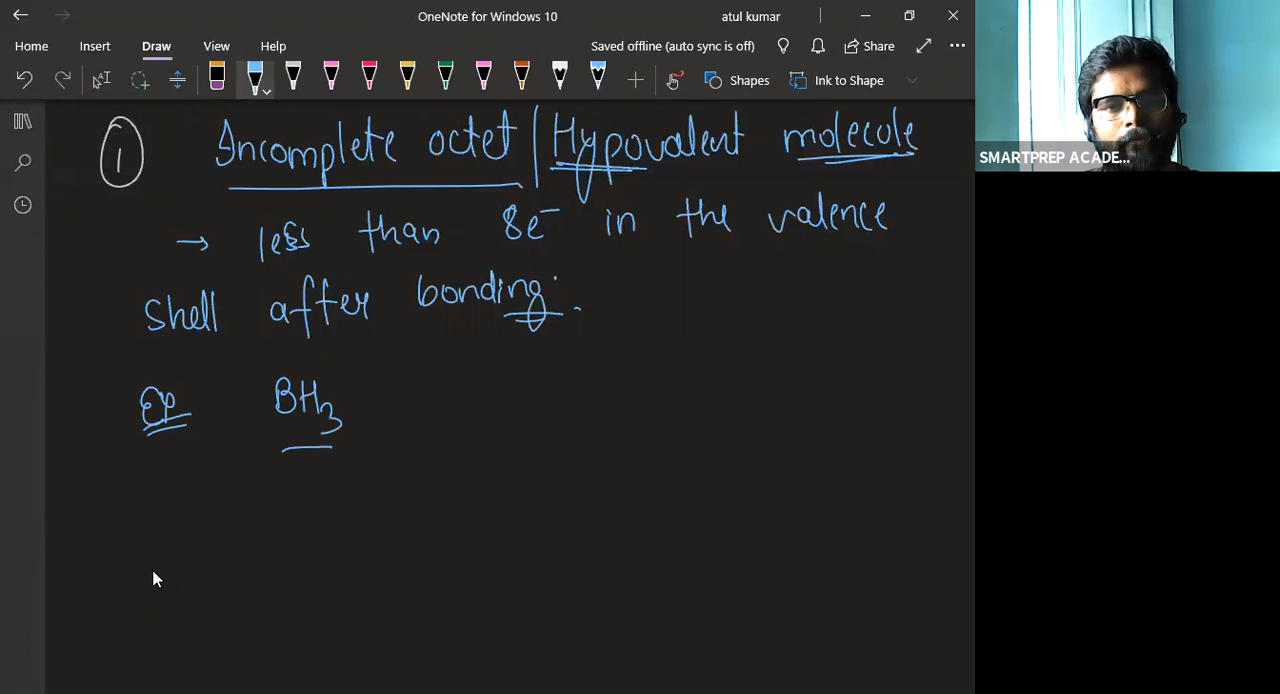 OneNote for Windows 10
atul kumar
Home
Insert
Draw
View
Help
Saved offline (auto sync is off)
Share
Shapes
Ink to Shape
SMARTPREP ACADE...
1 Incomplete octet | Hypovalent molecule
→ less than 8e⁻ in the valence
shell after bonding.
BH₃